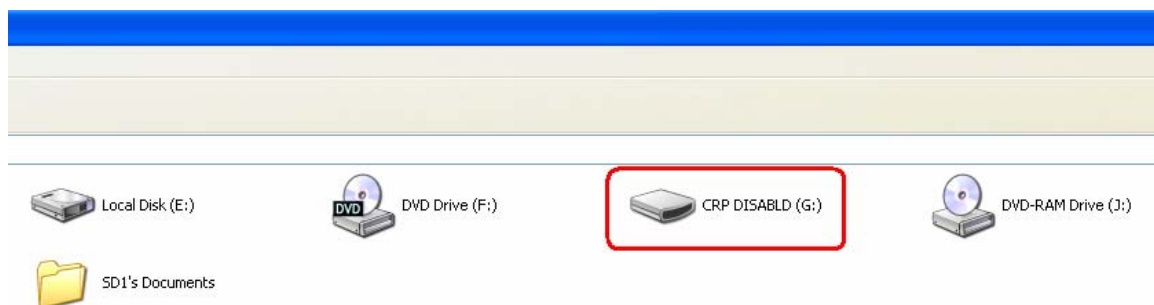 Local Disk (E:)
DVD
DVD Drive (F:)
CRP DISABLD (G:)
DVD-RAM Drive (J:)
SD1's Documents